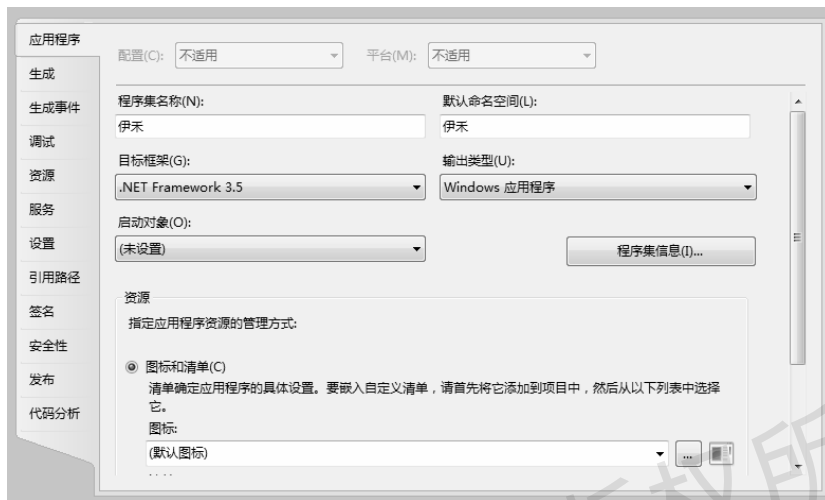 应用程序
生成
生成事件
调试
资源
服务
设置
引用路径
签名
安全性
发布
代码分析
配置(C): 不适用 平台(M): 不适用
程序集名称(N): 默认命名空间(L):
伊禾 伊禾
目标框架(G): 输出类型(U):
.NET Framework 3.5 Windows 应用程序
启动对象(O):
(未设置) 程序集信息(I)...
资源
指定应用程序资源的管理方式:
图标和清单(C)
清单确定应用程序的具体设置。要嵌入自定义清单，请首先将它添加到项目中，然后从以下列表中选择
它。
图标:
(默认图标) ...
版权所